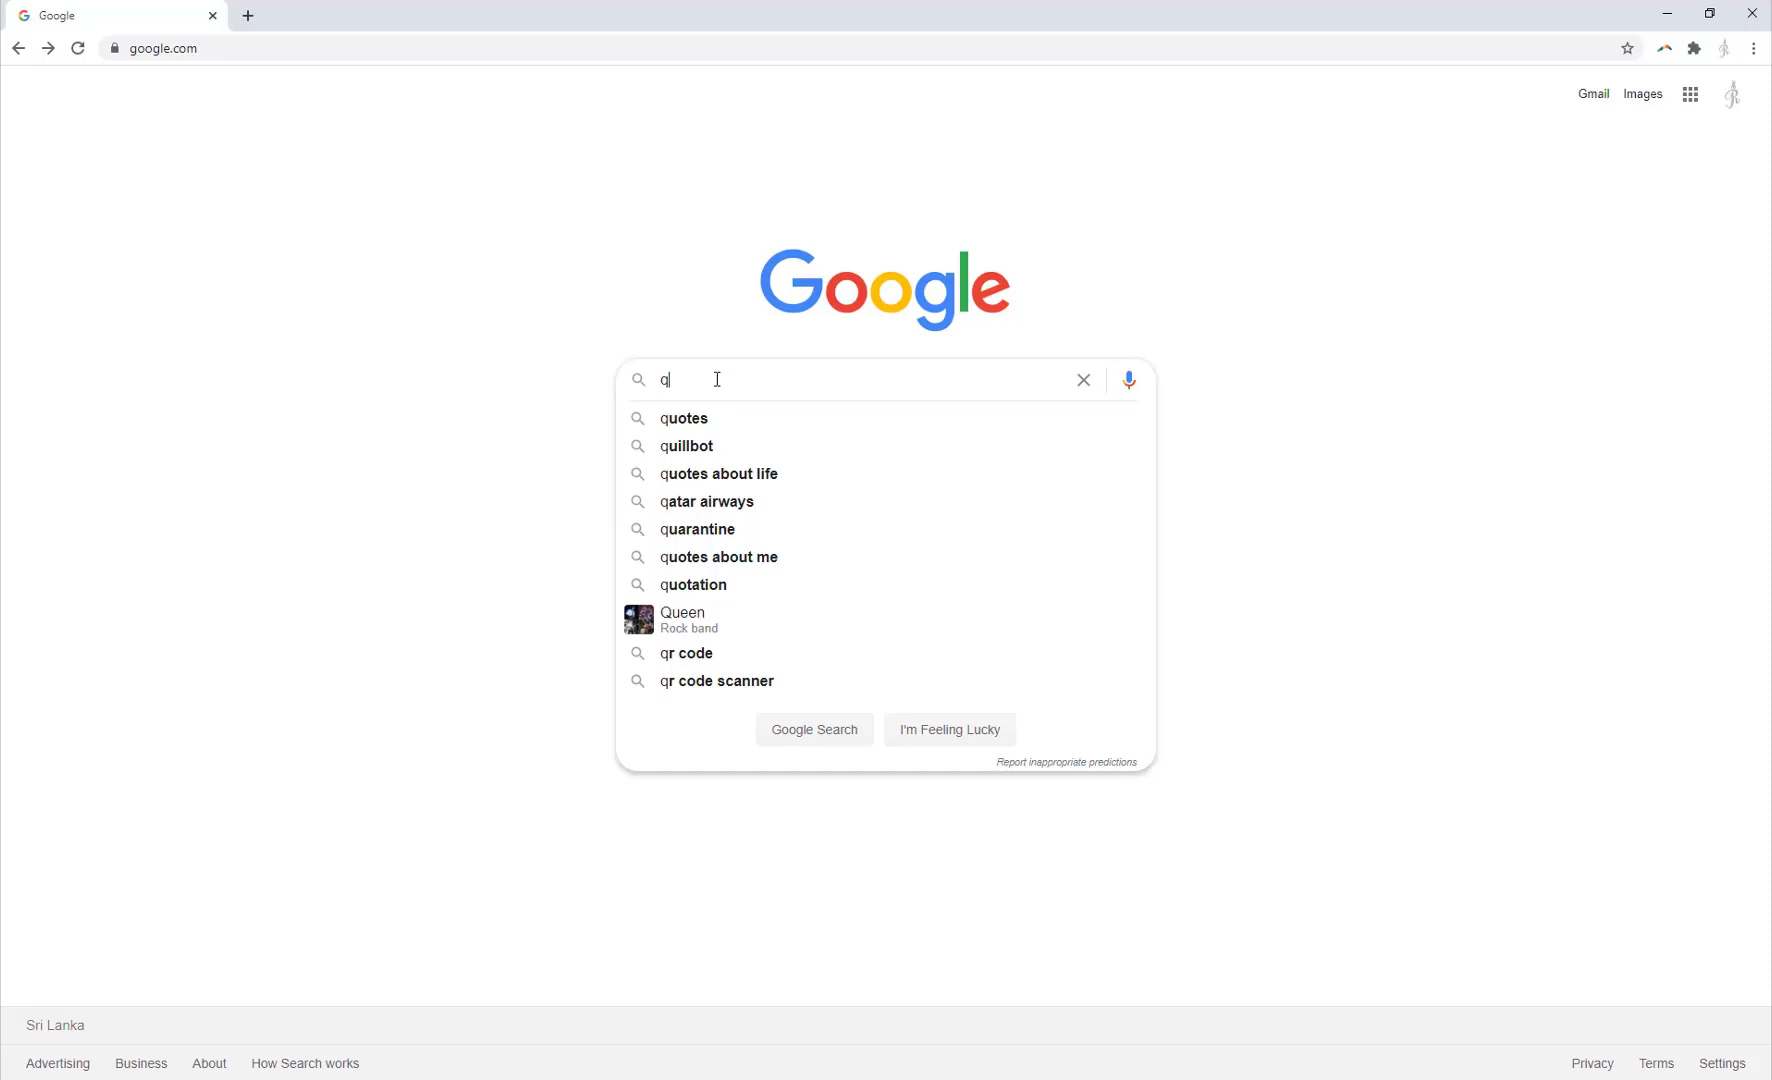 Google
google.com
Gmail Images
Google
q
quotes
quillbot
quotes about life
qatar airways
quarantine
quotes about me
quotation
Queen
Rock band
qr code
qr code scanner
Google Search I'm Feeling Lucky
Report inappropriate predictions
Sri Lanka
Advertising Business About How Search works Privacy Terms Settings